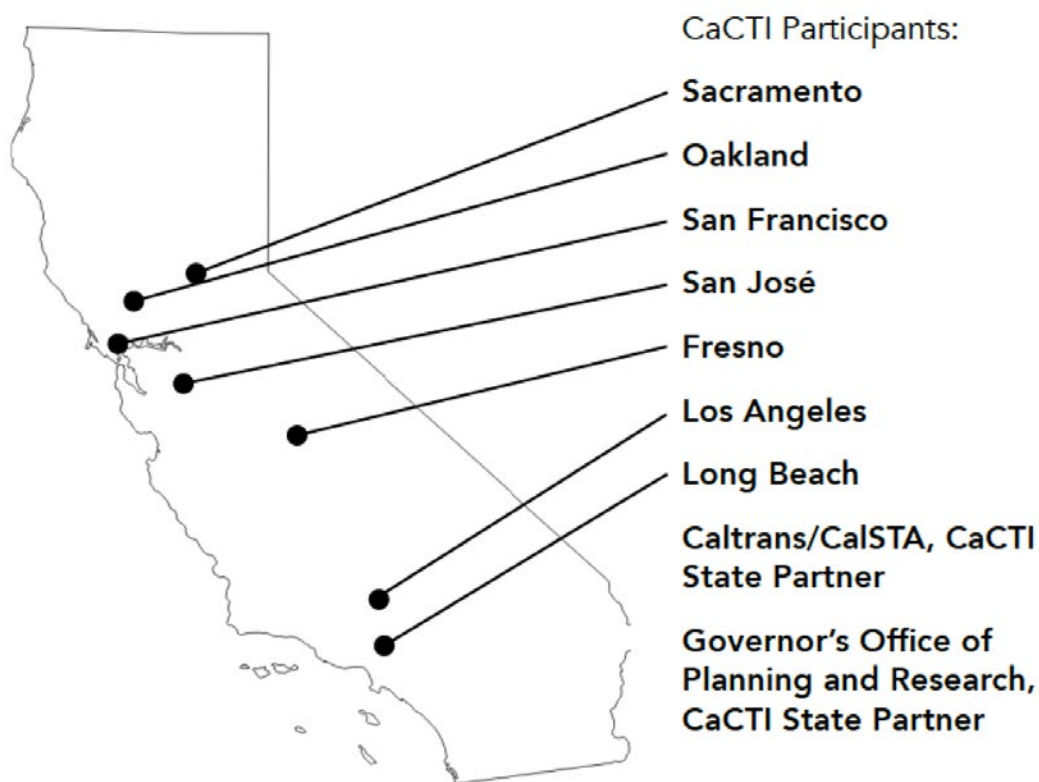 CaCTI Participants:
Sacramento
Oakland
San Francisco
San José
Fresno
Los Angeles
Long Beach
Caltrans/CalSTA, CaCTI
State Partner
Governor’s Office of
Planning and Research,
CaCTI State Partner